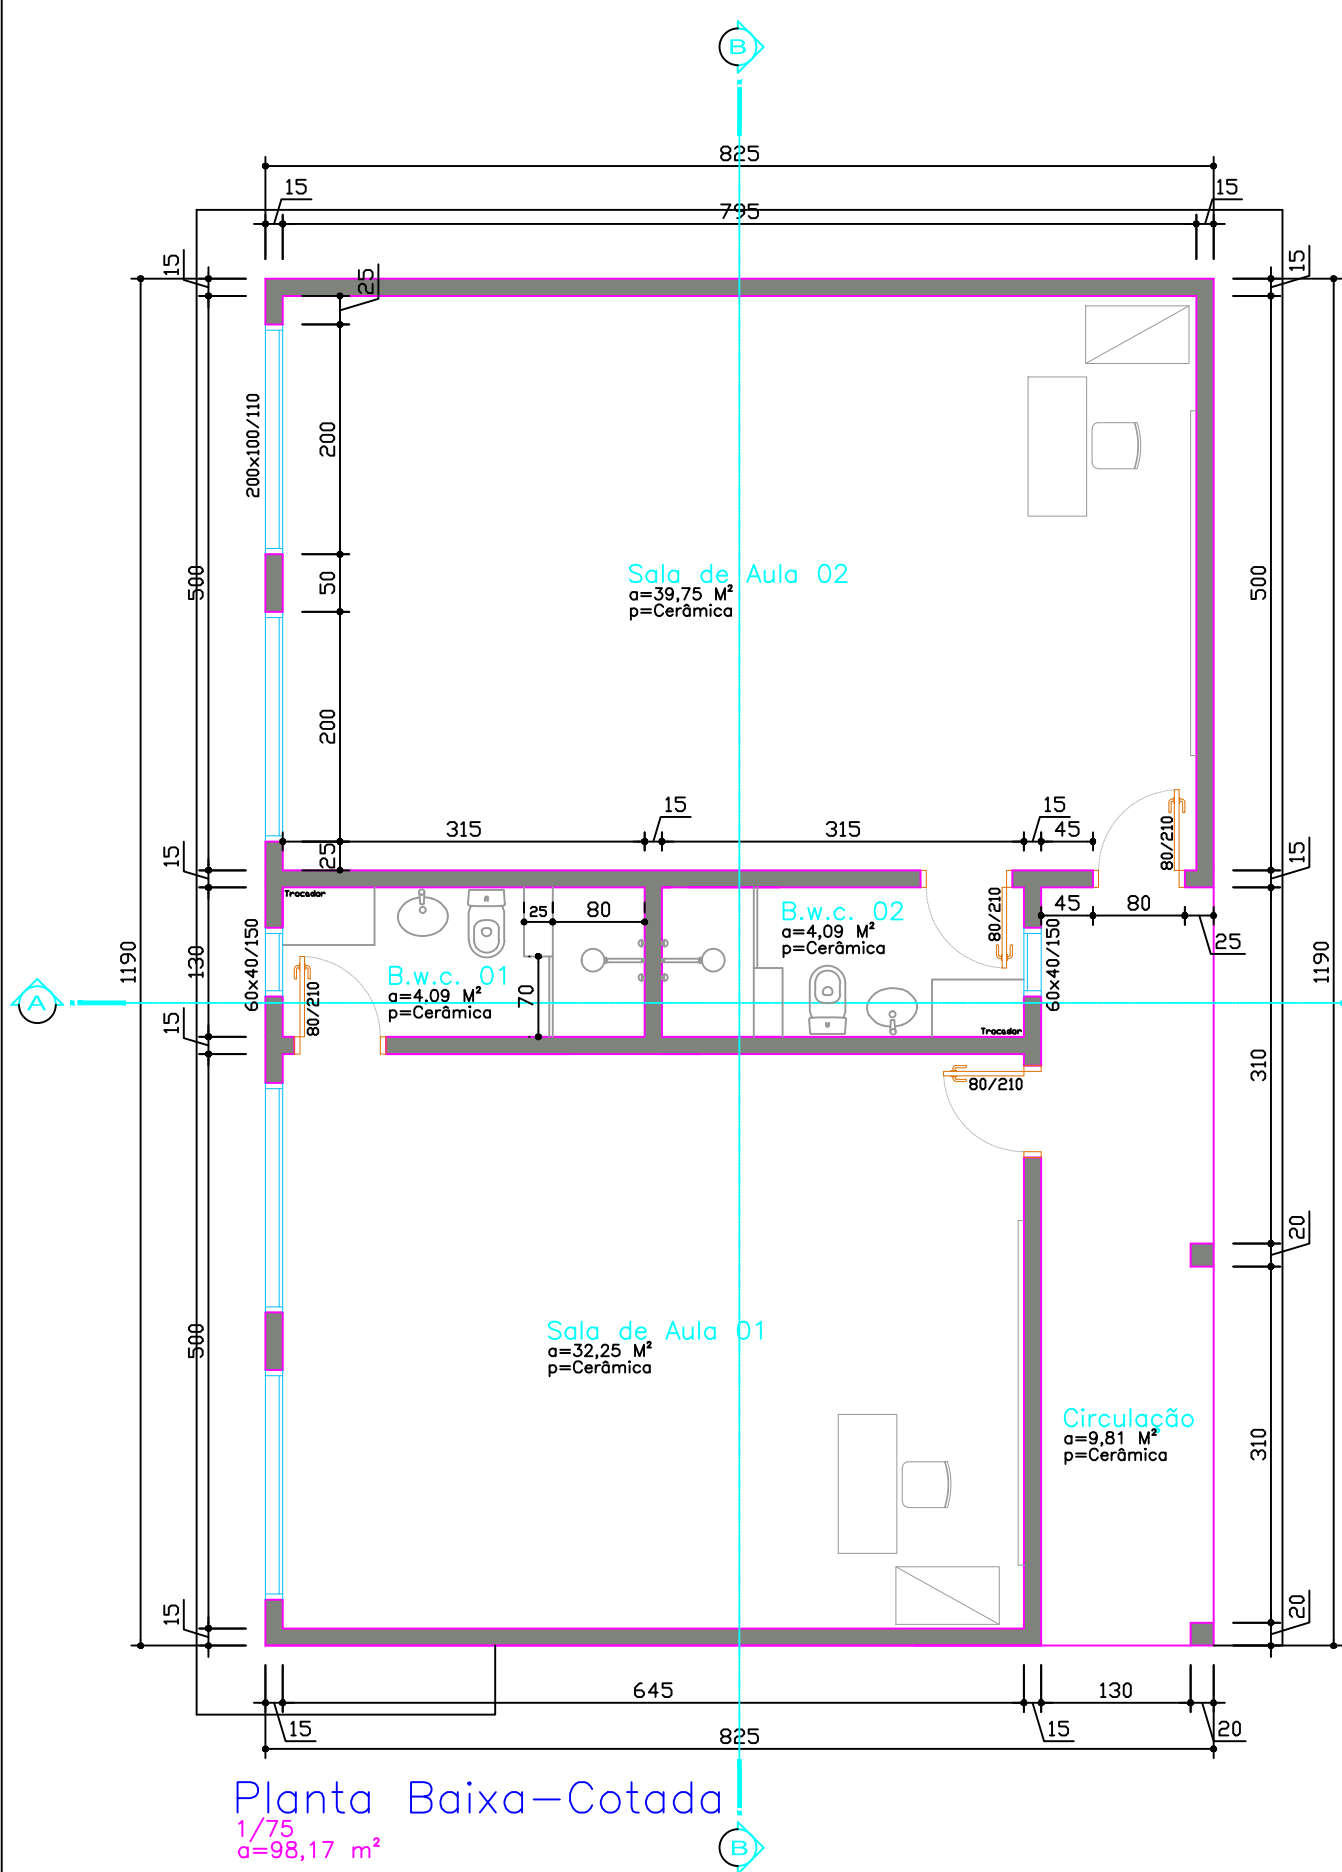 B
825
15
15
795
15
25
15
200x100/110
200
500
50
500
Sala de Aula 02
a=39,75 M²
p=Cerâmica
200
15
15
315
315
45
80/210
15
25
15
Trocador
25
80
B.w.c. 02
a=4,09 M²
p=Cerâmica
80/210
45
80
25
1190
130
60x40/150
60x40/150
1190
B.w.c. 01
a=4,09 M²
p=Cerâmica
70
A
80/210
15
Trocador
310
80/210
20
500
Sala de Aula 01
a=32,25 M²
p=Cerâmica
Circulação
a=9,81 M²
p=Cerâmica
310
15
20
645
130
15
15
20
825
Planta Baixa-Cotada
1/75
a=98,17 m²
B